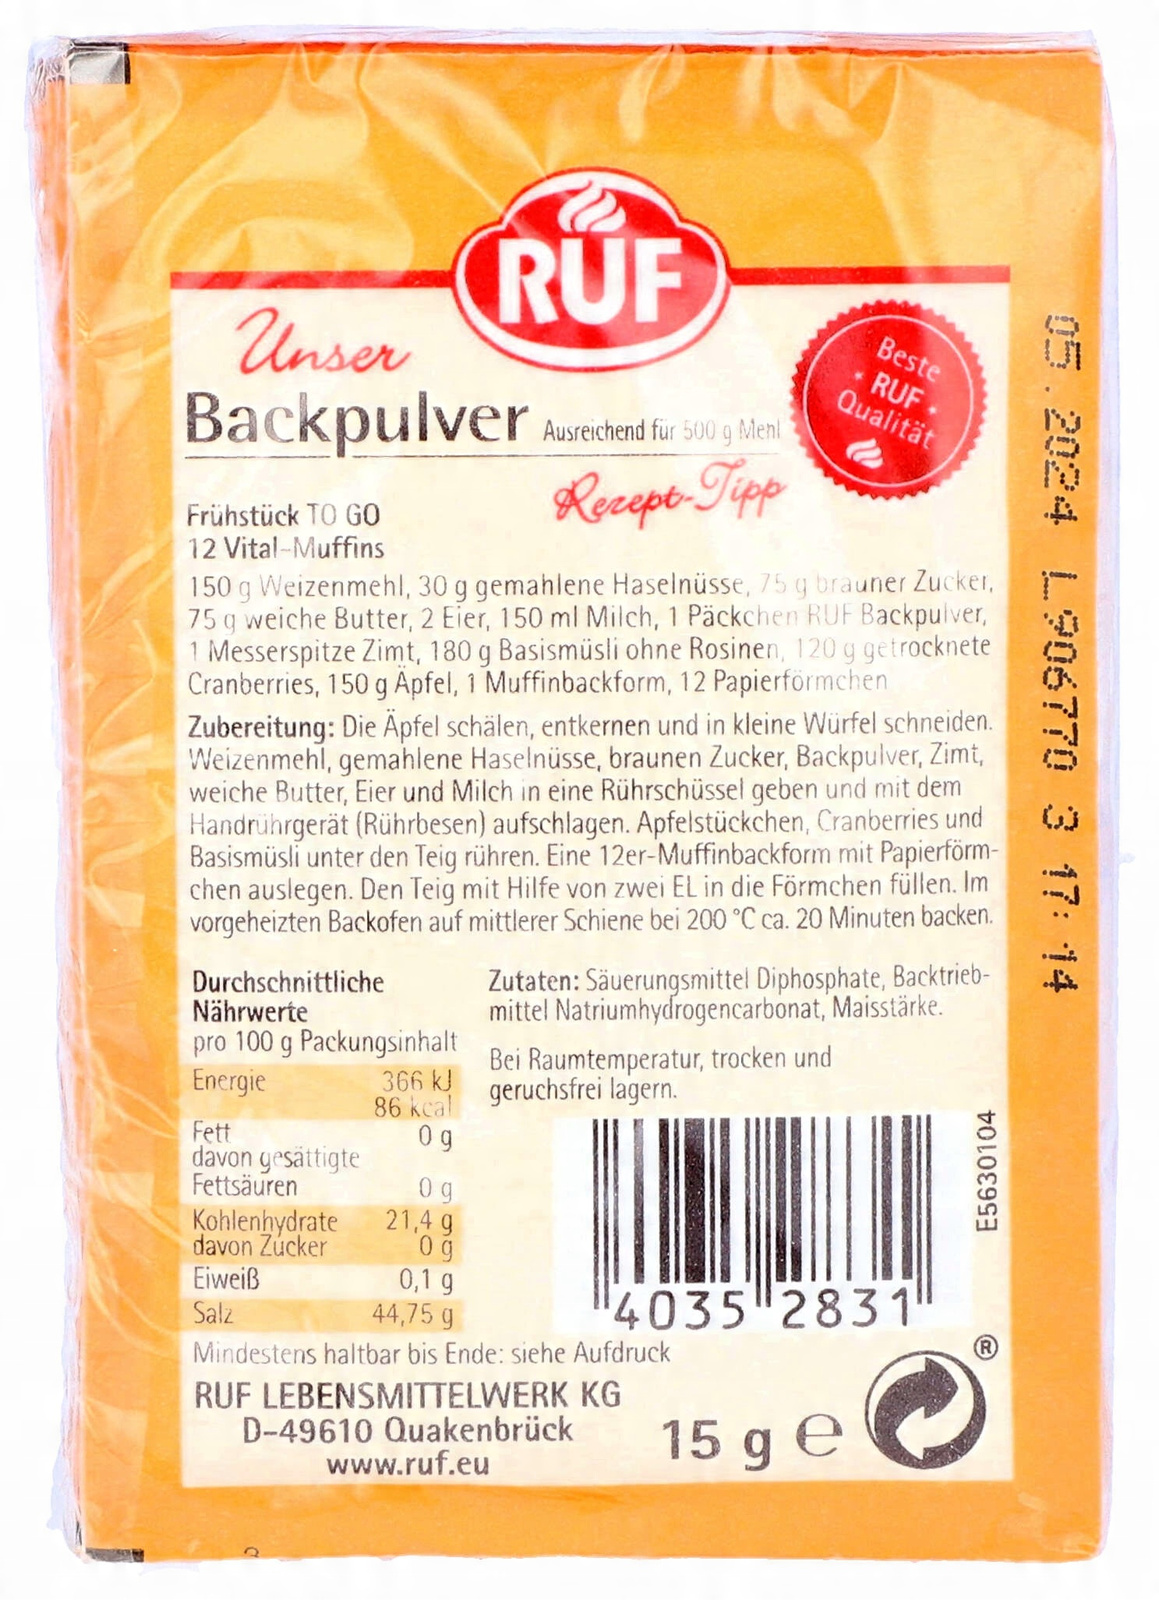 RUF
Unser
Backpulver Ausreichend für 500 g Mehl
Beste
RUF
Qualität
Rezept-Tipp
Frühstück TO GO
12 Vital-Muffins
150 g Weizenmehl, 30 g gemahlene Haselnüsse, 75 g brauner Zucker,
75 g weiche Butter, 2 Eier, 150 ml Milch, 1 Päckchen RUF Backpulver,
1 Messerspitze Zimt, 180 g Basismüsli ohne Rosinen, 120 g getrocknete
Cranberries, 150 g Äpfel, 1 Muffinbackform, 12 Papierförmchen
Zubereitung: Die Äpfel schälen, entkernen und in kleine Würfel schneiden.
Weizenmehl, gemahlene Haselnüsse, braunen Zucker, Backpulver, Zimt,
weiche Butter, Eier und Milch in eine Rührschüssel geben und mit dem
Handrührgerät (Rührbesen) aufschlagen. Apfelstückchen, Cranberries und
Basismüsli unter den Teig rühren. Eine 12er-Muffinbackform mit Papierförm-
chen auslegen. Den Teig mit Hilfe von zwei EL in die Förmchen füllen. Im
vorgeheizten Backofen auf mittlerer Schiene bei 200 °C ca. 20 Minuten backen.
Durchschnittliche
Nährwerte
pro 100 g Packungsinhalt
Energie 366 kJ
86 kcal
Fett 0 g
davon gesättigte
Fettsäuren 0 g
Kohlenhydrate 21,4 g
davon Zucker 0 g
Eiweiß 0,1 g
Salz 44,75 g
Zutaten: Säuerungsmittel Diphosphate, Backtrieb-
mittel Natriumhydrogencarbonat, Maisstärke.
Bei Raumtemperatur, trocken und
geruchsfrei lagern.
4035 2831
E5630104
Mindestens haltbar bis Ende: siehe Aufdruck
RUF LEBENSMITTELWERK KG
D-49610 Quakenbrück
www.ruf.eu
15 g e
®
05.2024 L906770 3 17:14